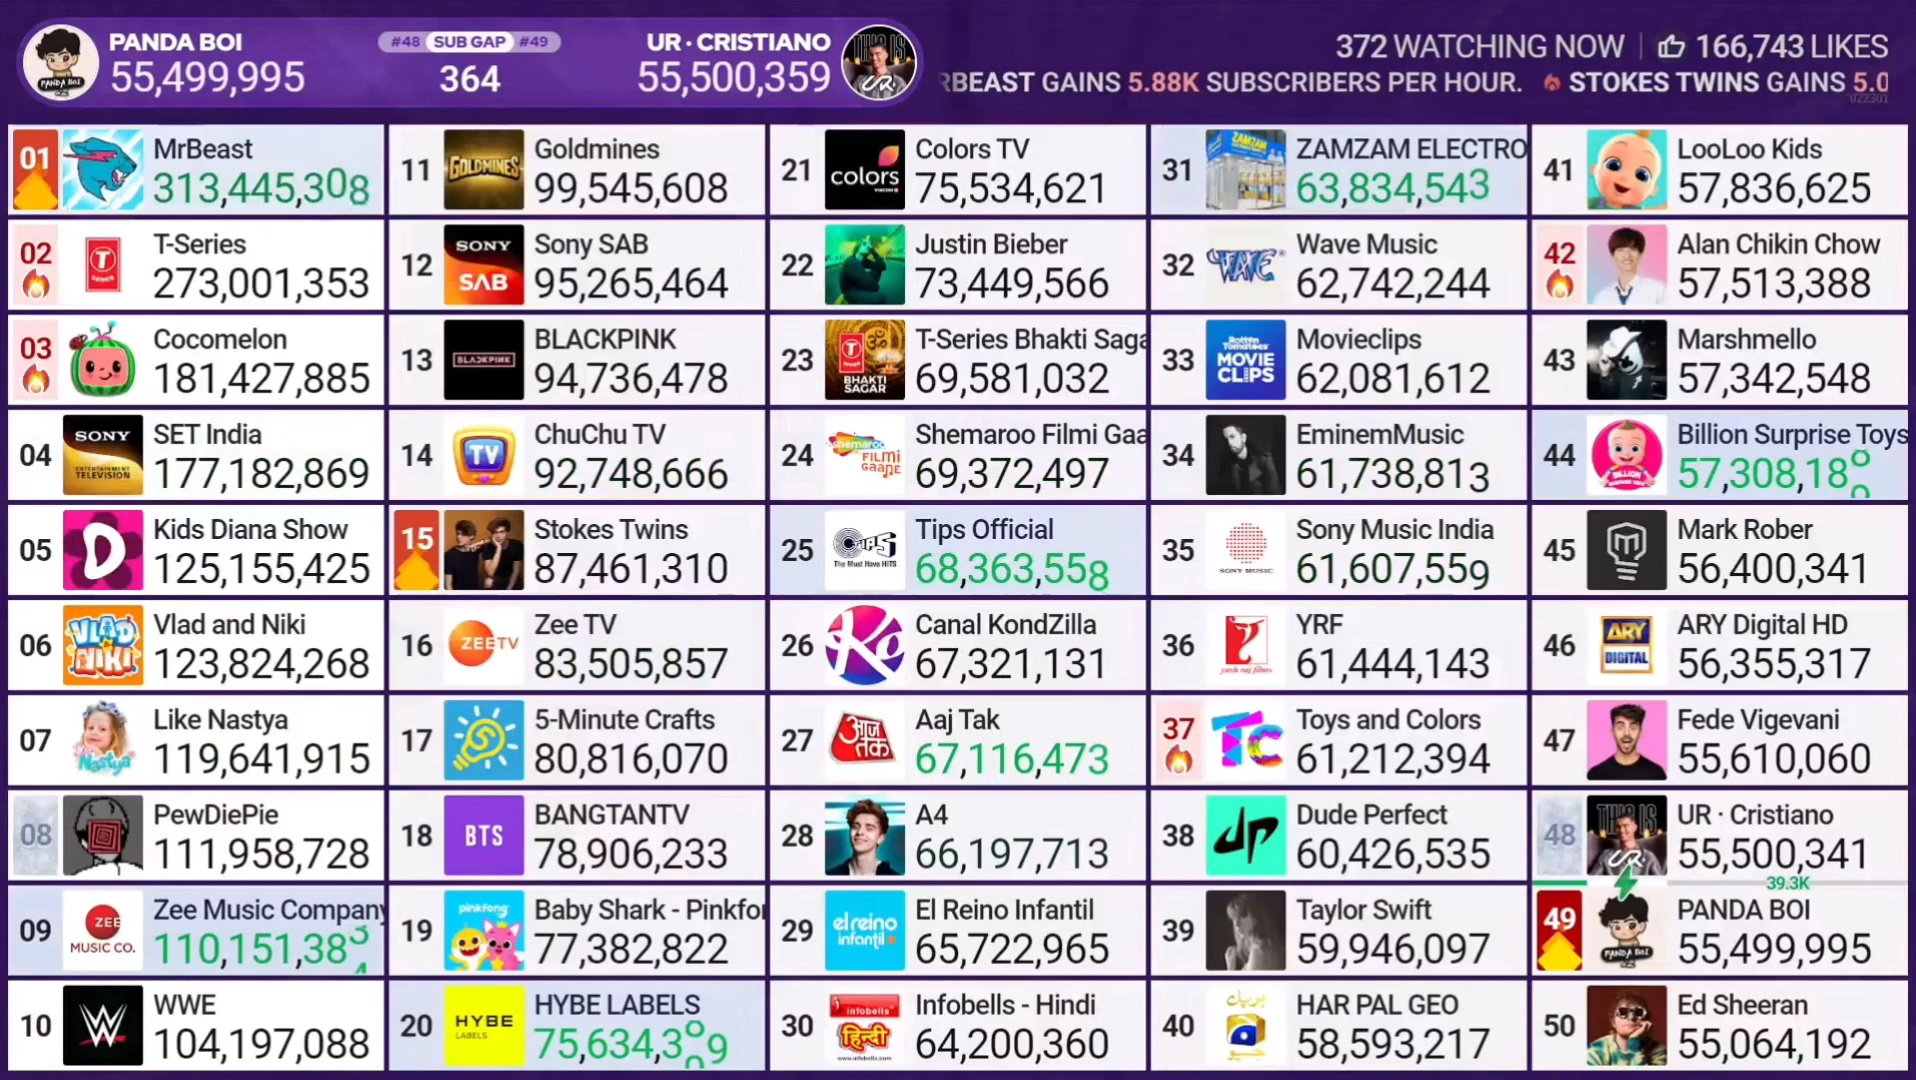 PANDA BOI
55,499,995
#48 SUB GAP #49
364
UR · CRISTIANO
55,500,359
372 WATCHING NOW 166,743 LIKES
RBEAST GAINS 5.88K SUBSCRIBERS PER HOUR. STOKES TWINS GAINS 5.0
022301
01 MrBeast
313,445,308
02 T-Series
273,001,353
03 Cocomelon
181,427,885
04 SET India
177,182,869
05 Kids Diana Show
125,155,425
06 Vlad and Niki
123,824,268
07 Like Nastya
119,641,915
08 PewDiePie
111,958,728
09 Zee Music Company
110,151,38
10 WWE
104,197,088
11 Goldmines
99,545,608
12 Sony SAB
95,265,464
13 BLACKPINK
94,736,478
14 ChuChu TV
92,748,666
15 Stokes Twins
87,461,310
16 Zee TV
83,505,857
17 5-Minute Crafts
80,816,070
18 BANGTANTV
78,906,233
19 Baby Shark - Pinkfo
77,382,822
20 HYBE LABELS
75,634,3 9
21 Colors TV
75,534,621
22 Justin Bieber
73,449,566
23 T-Series Bhakti Saga
69,581,032
24 Shemaroo Filmi Gaa
69,372,497
25 Tips Official
68,363,558
26 Canal KondZilla
67,321,131
27 Aaj Tak
67,116,473
28 A4
66,197,713
29 El Reino Infantil
65,722,965
30 Infobells - Hindi
64,200,360
31 ZAMZAM ELECTRO
63,834,543
32 Wave Music
62,742,244
33 Movieclips
62,081,612
34 EminemMusic
61,738,813
35 Sony Music India
61,607,559
36 YRF
61,444,143
37 Toys and Colors
61,212,394
38 Dude Perfect
60,426,535
39 Taylor Swift
59,946,097
40 HAR PAL GEO
58,593,217
41 LooLoo Kids
57,836,625
42 Alan Chikin Chow
57,513,388
43 Marshmello
57,342,548
44 Billion Surprise Toys
57,308,18
45 Mark Rober
56,400,341
46 ARY Digital HD
56,355,317
47 Fede Vigevani
55,610,060
48 UR · Cristiano
55,500,341
39.3K
49 PANDA BOI
55,499,995
50 Ed Sheeran
55,064,192